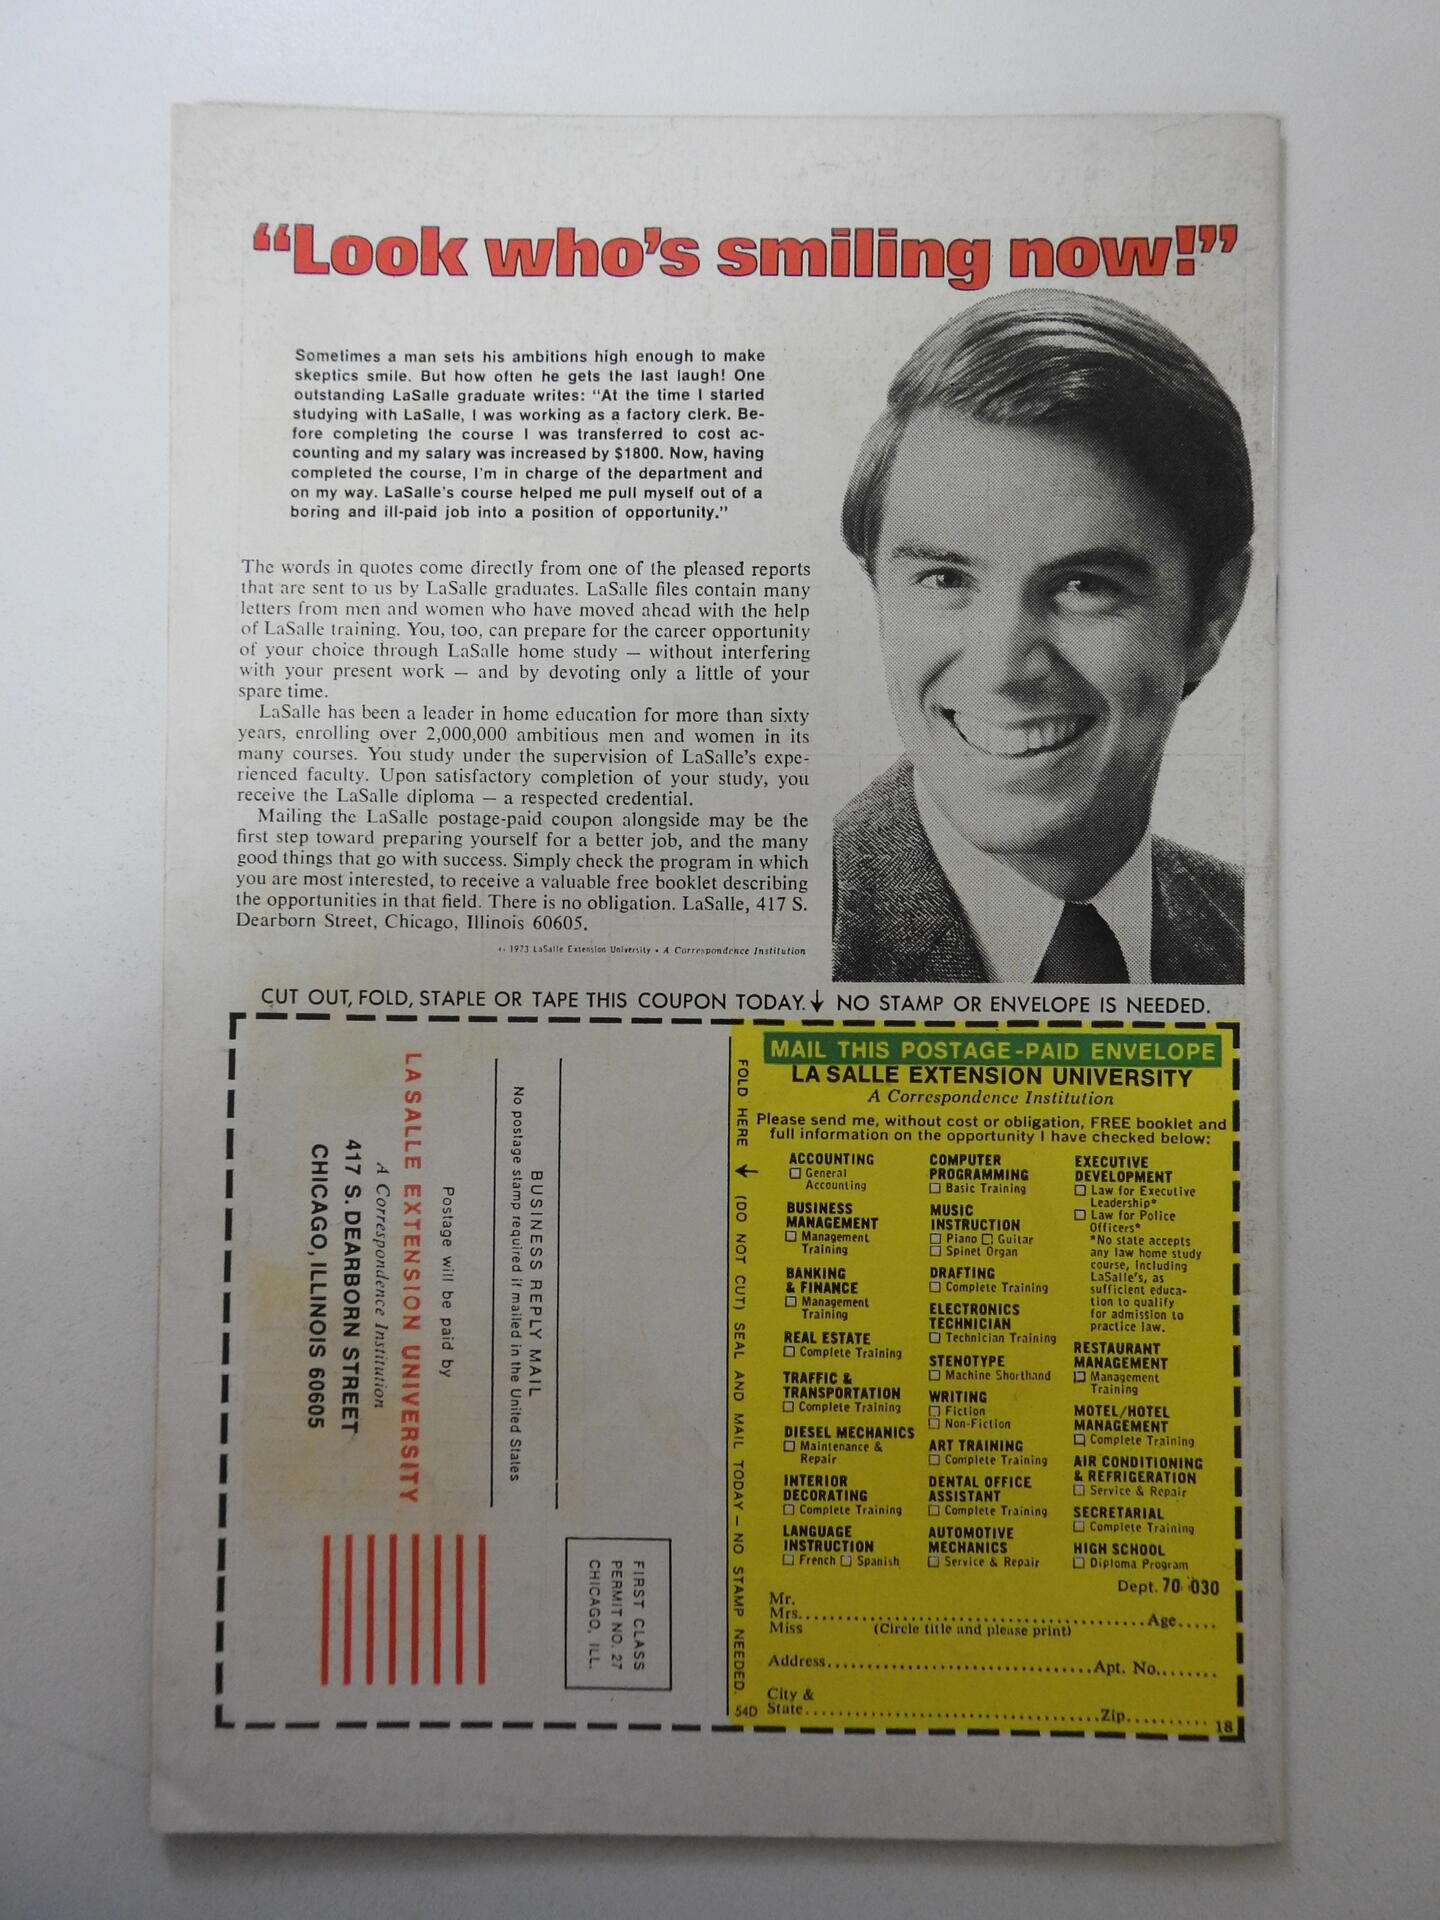 “Look who’s smiling now!”
Sometimes a man sets his ambitions high enough to make
skeptics smile. But how often he gets the last laugh! One
outstanding LaSalle graduate writes: “At the time I started
studying with LaSalle, I was working as a factory clerk. Be-
fore completing the course I was transferred to cost ac-
counting and my salary was increased by $1800. Now, having
completed the course, I'm in charge of the department and
on my way. LaSalle's course helped me pull myself out of a
boring and ill-paid job into a position of opportunity.”
The words in quotes come directly from one of the pleased reports
that are sent to us by LaSalle graduates. LaSalle files contain many
letters from men and women who have moved ahead with the help
of LaSalle training. You, too, can prepare for the career opportunity
of your choice through LaSalle home study — without interfering
with your present work — and by devoting only a little of your
spare time.
LaSalle has been a leader in home education for more than sixty
years, enrolling over 2,000,000 ambitious men and women in its
many courses. You study under the supervision of LaSalle's expe-
rienced faculty. Upon satisfactory completion of your study, you
receive the LaSalle diploma — a respected credential.
Mailing the LaSalle postage-paid coupon alongside may be the
first step toward preparing yourself for a better job, and the many
good things that go with success. Simply check the program in which
you are most interested, to receive a valuable free booklet describing
the opportunities in that field. There is no obligation. LaSalle, 417 S.
Dearborn Street, Chicago, Illinois 60605.
© 1973 LaSalle Extension University • A Correspondence Institution
CUT OUT, FOLD, STAPLE OR TAPE THIS COUPON TODAY. ↓ NO STAMP OR ENVELOPE IS NEEDED.
FIRST CLASS
PERMIT NO. 27
CHICAGO, ILL.
BUSINESS REPLY MAIL
No postage stamp required if mailed in the United States
Postage will be paid by
LA SALLE EXTENSION UNIVERSITY
A Correspondence Institution
417 S. DEARBORN STREET
CHICAGO, ILLINOIS 60605
FOLD HERE ↓ (DO NOT CUT) SEAL AND MAIL TODAY – NO STAMP NEEDED.
54D
MAIL THIS POSTAGE-PAID ENVELOPE
LA SALLE EXTENSION UNIVERSITY
A Correspondence Institution
Please send me, without cost or obligation, FREE booklet and
full information on the opportunity I have checked below:
ACCOUNTING
☐ General
Accounting
BUSINESS
MANAGEMENT
☐ Management
Training
BANKING
& FINANCE
☐ Management
Training
REAL ESTATE
☐ Complete Training
TRAFFIC &
TRANSPORTATION
☐ Complete Training
DIESEL MECHANICS
☐ Maintenance &
Repair
INTERIOR
DECORATING
☐ Complete Training
LANGUAGE
INSTRUCTION
☐ French ☐ Spanish
COMPUTER
PROGRAMMING
☐ Basic Training
MUSIC
INSTRUCTION
☐ Piano ☐ Guitar
☐ Spinet Organ
DRAFTING
☐ Complete Training
ELECTRONICS
TECHNICIAN
☐ Technician Training
STENOTYPE
☐ Machine Shorthand
WRITING
☐ Fiction
☐ Non-Fiction
ART TRAINING
☐ Complete Training
DENTAL OFFICE
ASSISTANT
☐ Complete Training
AUTOMOTIVE
MECHANICS
☐ Service & Repair
EXECUTIVE
DEVELOPMENT
☐ Law for Executive
Leadership*
☐ Law for Police
Officers*
*No state accepts
any law home study
course, including
LaSalle's, as
sufficient educa-
tion to qualify
for admission to
practice law.
RESTAURANT
MANAGEMENT
☐ Management
Training
MOTEL/HOTEL
MANAGEMENT
☐ Complete Training
AIR CONDITIONING
& REFRIGERATION
☐ Service & Repair
SECRETARIAL
☐ Complete Training
HIGH SCHOOL
☐ Diploma Program
Dept. 70-030
Mr.
Mrs. Age
Miss (Circle title and please print)
Address Apt. No.
City &
State Zip
18